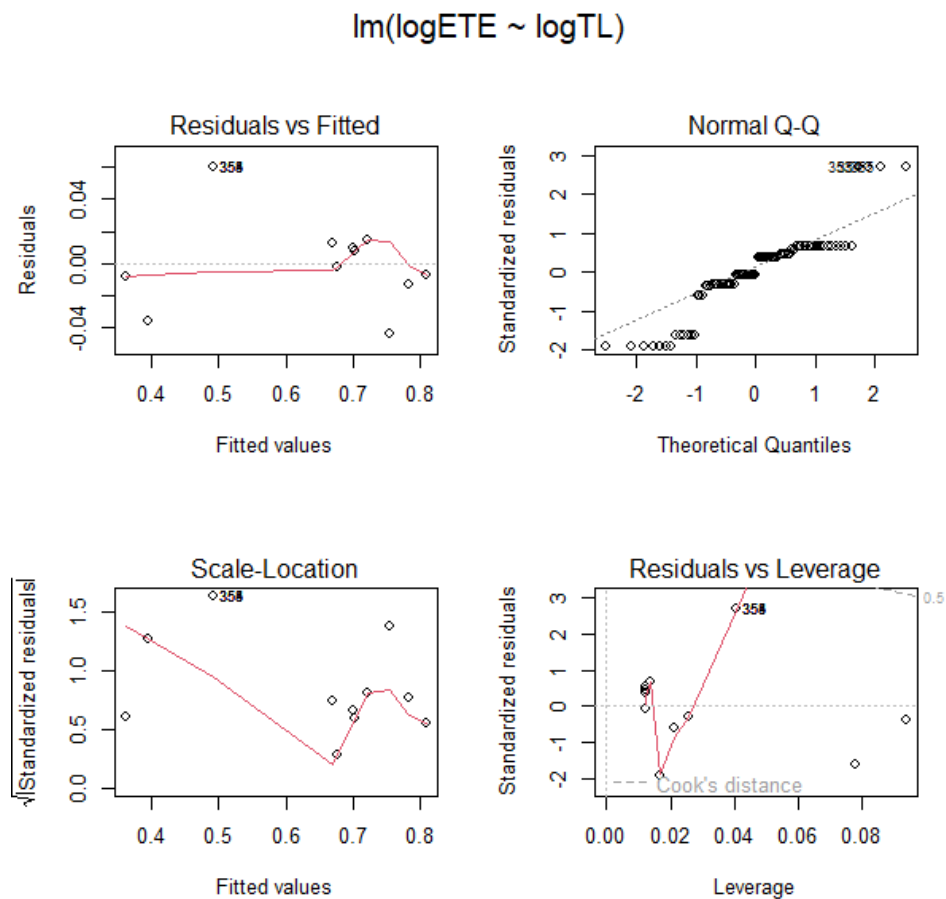 lm(logETE ~ logTL)
Residuals vs Fitted
Residuals
-0.04
0.00
0.04
0.4
0.5
0.6
0.7
0.8
Fitted values
Normal Q-Q
Standardized residuals
-2
-1
0
1
2
3
-2
-1
0
1
2
Theoretical Quantiles
Scale-Location
√|Standardized residuals|
0.0
0.5
1.0
1.5
0.4
0.5
0.6
0.7
0.8
Fitted values
Residuals vs Leverage
Standardized residuals
-2
-1
0
1
2
3
0.5
Cook's distance
0.00
0.02
0.04
0.06
0.08
Leverage